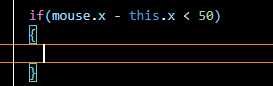 if(mouse.x - this.x < 50)
{
}